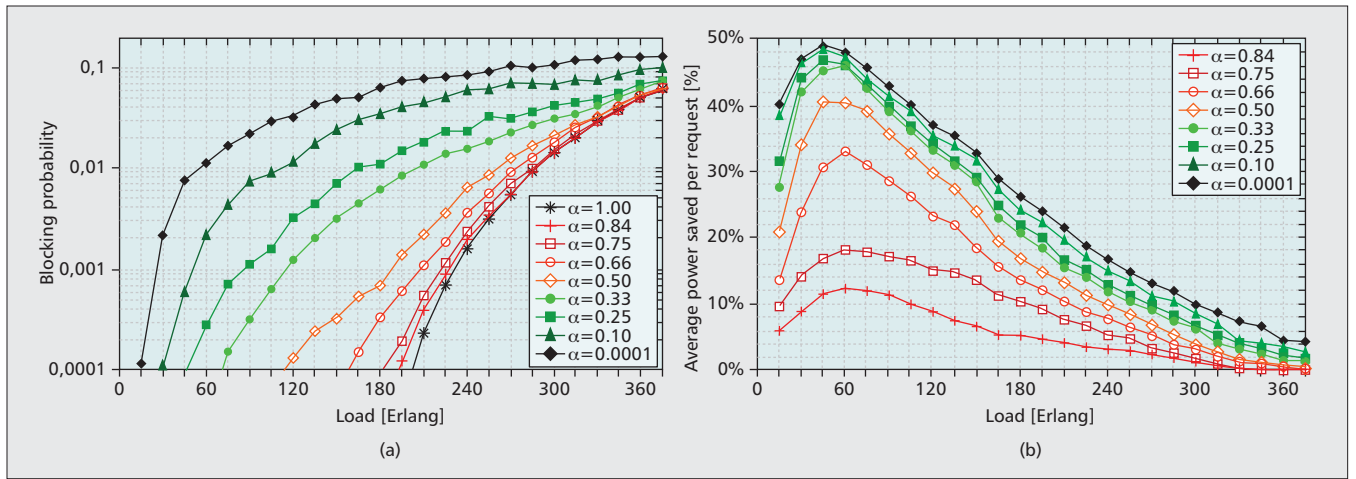 Blocking probability
0,1
0,01
0,001
0,0001
0 60 120 180 240 300 360
Load [Erlang]
α=1.00
α=0.84
α=0.75
α=0.66
α=0.50
α=0.33
α=0.25
α=0.10
α=0.0001
(a)
Average power saved per request [%]
50%
40%
30%
20%
10%
0%
0 60 120 180 240 300 360
Load [Erlang]
α=0.84
α=0.75
α=0.66
α=0.50
α=0.33
α=0.25
α=0.10
α=0.0001
(b)